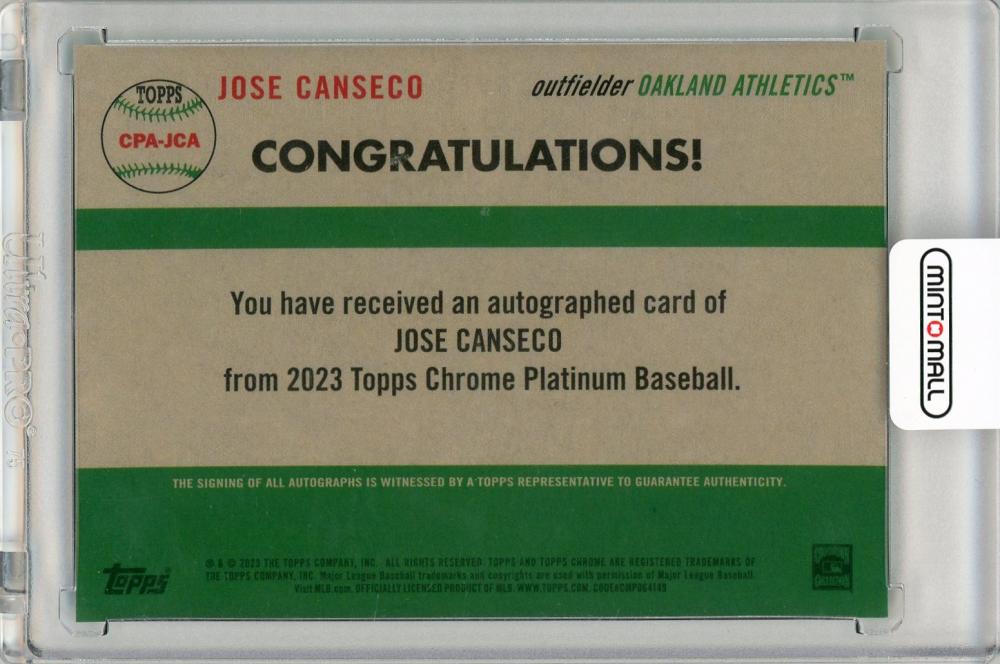 TOPPS
CPA-JCA
JOSE CANSECO
outfielder OAKLAND ATHLETICS™
CONGRATULATIONS!
You have received an autographed card of
JOSE CANSECO
from 2023 Topps Chrome Platinum Baseball.
THE SIGNING OF ALL AUTOGRAPHS IS WITNESSED BY A TOPPS REPRESENTATIVE TO GUARANTEE AUTHENTICITY.
® & © 2023 THE TOPPS COMPANY, INC. ALL RIGHTS RESERVED. TOPPS AND TOPPS CHROME ARE REGISTERED TRADEMARKS OF
THE TOPPS COMPANY, INC. Major League Baseball trademarks and copyrights are used with permission of Major League Baseball.
Visit MLB.com. OFFICIALLY LICENSED PRODUCT OF MLB. WWW.TOPPS.COM.
Topps®
MINT MALL
Ultra•PRO®